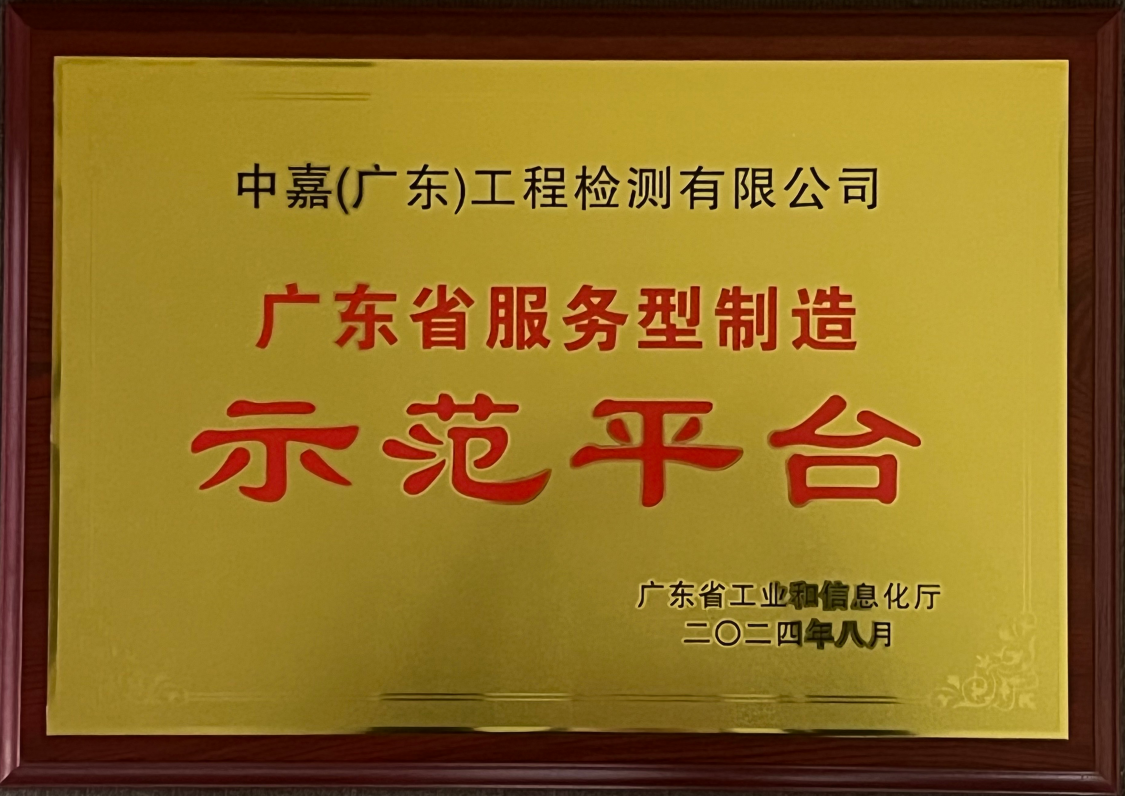 中嘉(广东)工程检测有限公司
广东省服务型制造
示范平台
广东省工业和信息化厅
二〇二四年八月